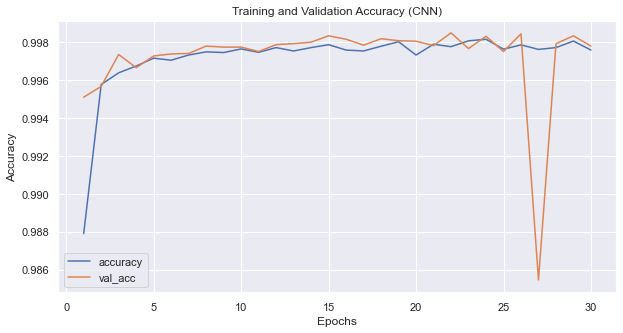 Training and Validation Accuracy (CNN)
0.998
0.996
0.994
0.992
0.990
0.988
0.986
Accuracy
accuracy
val_acc
0 5 10 15 20 25 30
Epochs